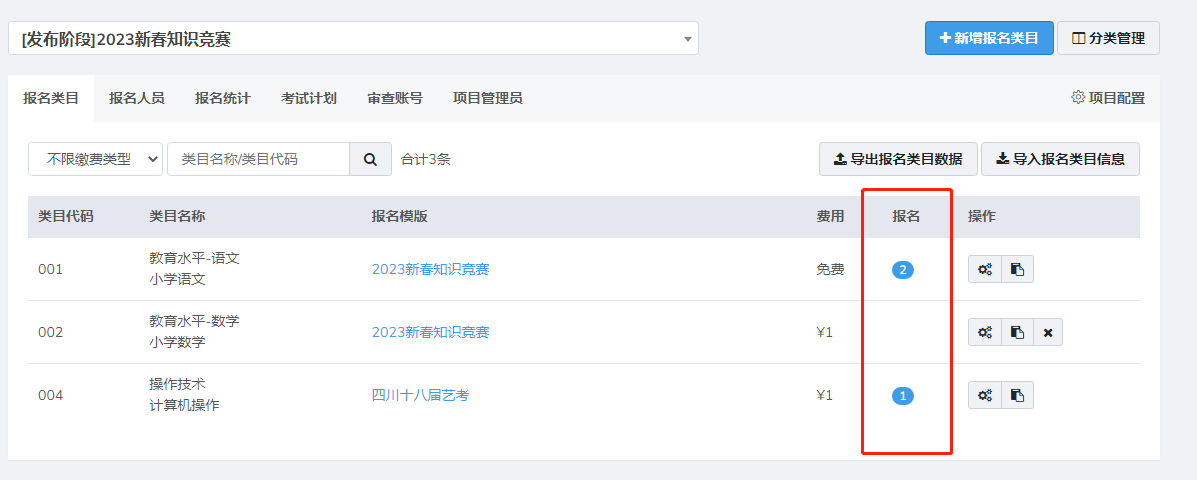 [发布阶段]2023新春知识竞赛
新增报名类目
分类管理
报名类目 报名人员 报名统计 考试计划 审查账号 项目管理员 项目配置
不限缴费类型 类目名称/类目代码 合计3条 导出报名类目数据 导入报名类目信息
类目代码 类目名称 报名模版 费用 报名 操作
001 教育水平-语文 2023新春知识竞赛 免费 2
小学语文
002 教育水平-数学 2023新春知识竞赛 ¥1
小学数学
004 操作技术 四川十八届艺考 ¥1 1
计算机操作